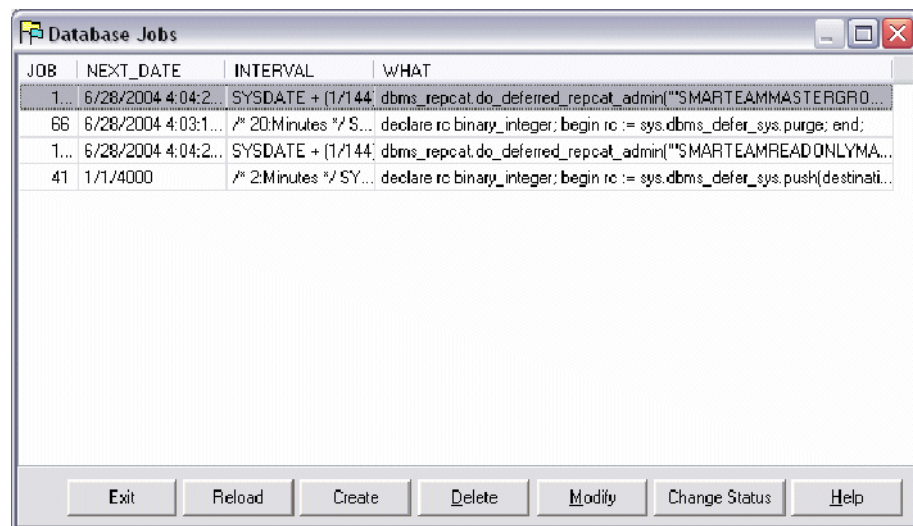 Database Jobs
JOB NEXT_DATE INTERVAL WHAT
1... 6/28/2004 4:04:2... SYSDATE + (1/144) dbms_repcat.do_deferred_repcat_admin('"SMARTEAMMASTERGRO...
66 6/28/2004 4:03:1... /* 20:Minutes */ S... declare rc binary_integer; begin rc := sys.dbms_defer_sys.purge; end;
1... 6/28/2004 4:04:2... SYSDATE + (1/144) dbms_repcat.do_deferred_repcat_admin('"SMARTEAMREADONLYMA...
41 1/1/4000 /* 2:Minutes */ SY... declare rc binary_integer; begin rc := sys.dbms_defer_sys.push(destinati...
Exit Reload Create Delete Modify Change Status Help